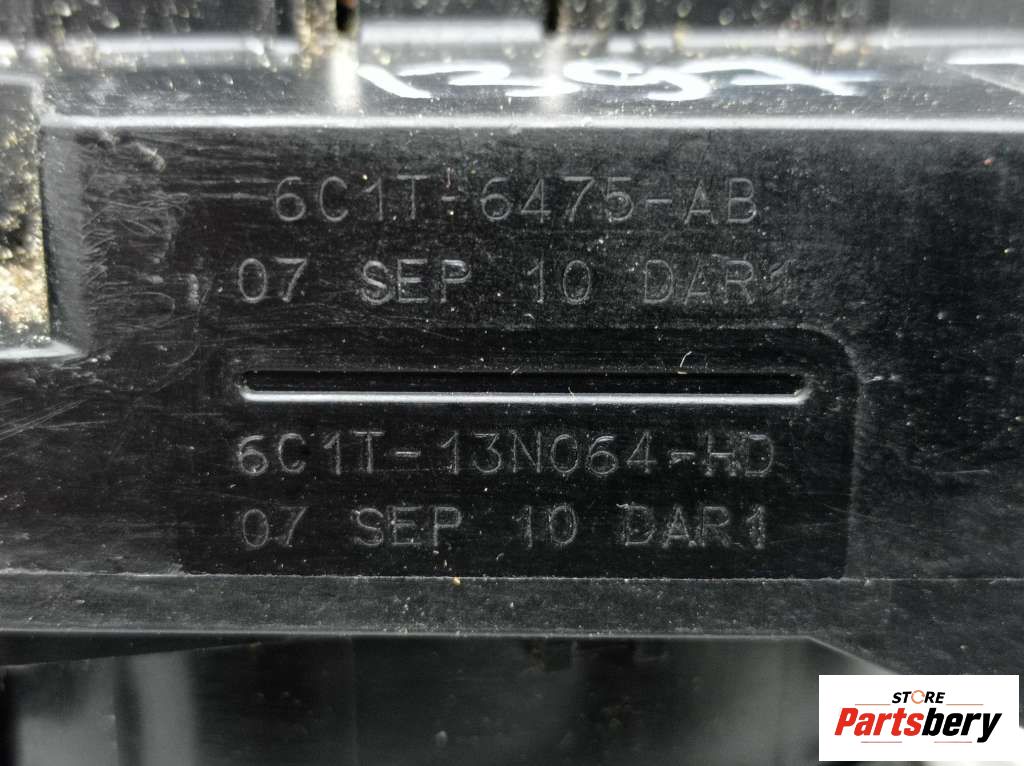 6C1T-6475-AB
07 SEP 10 DAR1
6C1T-13N064-HD
07 SEP 10 DAR1
STORE
Partsbery